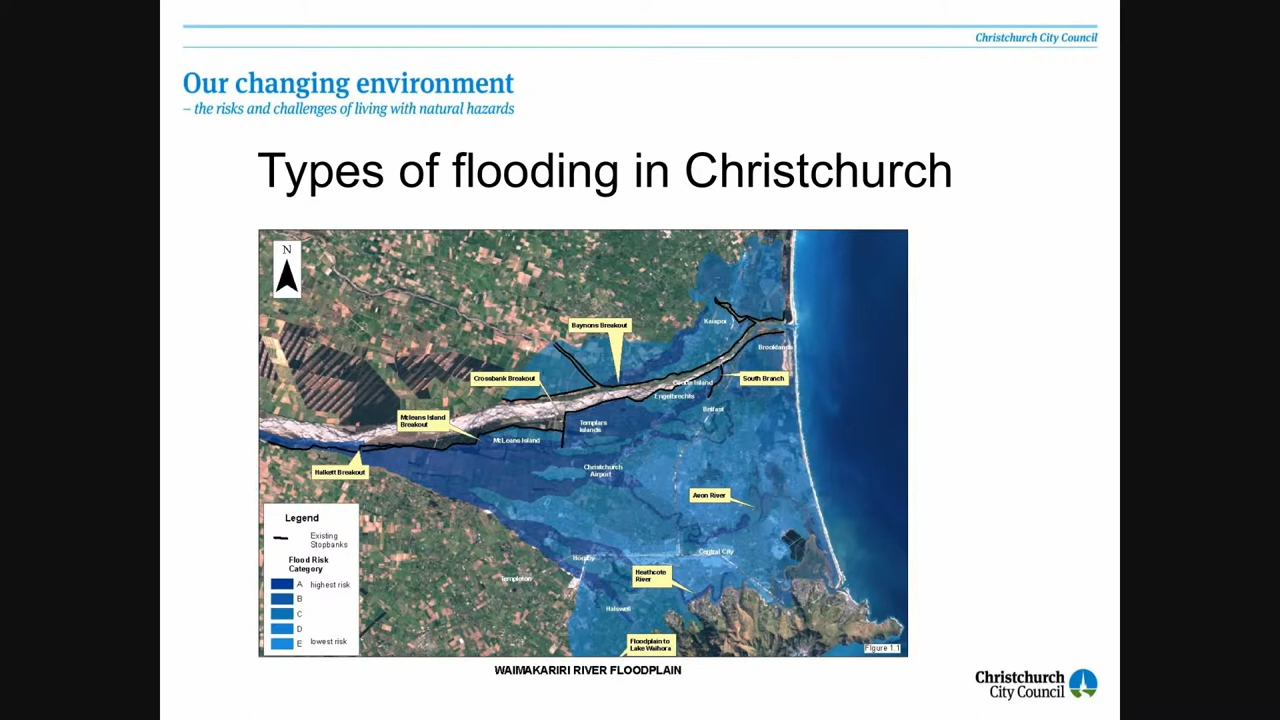 Christchurch City Council
Our changing environment
– the risks and challenges of living with natural hazards
Types of flooding in Christchurch
N
Baynons Breakout
Kaiapoi
Brooklands
Crossbank Breakout
Coutts Island
South Branch
Engelbrechts
Belfast
McLeans Island
Breakout
Templars
Islands
McLeans Island
Halkett Breakout
Christchurch
Airport
Avon River
Legend
Existing
Stopbanks
Flood Risk
Category
A highest risk
B
C
D
E lowest risk
Hornby
Central City
Templeton
Heathcote
River
Halswell
Floodplain to
Lake Waihora
Figure 1.1
WAIMAKARIRI RIVER FLOODPLAIN
Christchurch
City Council